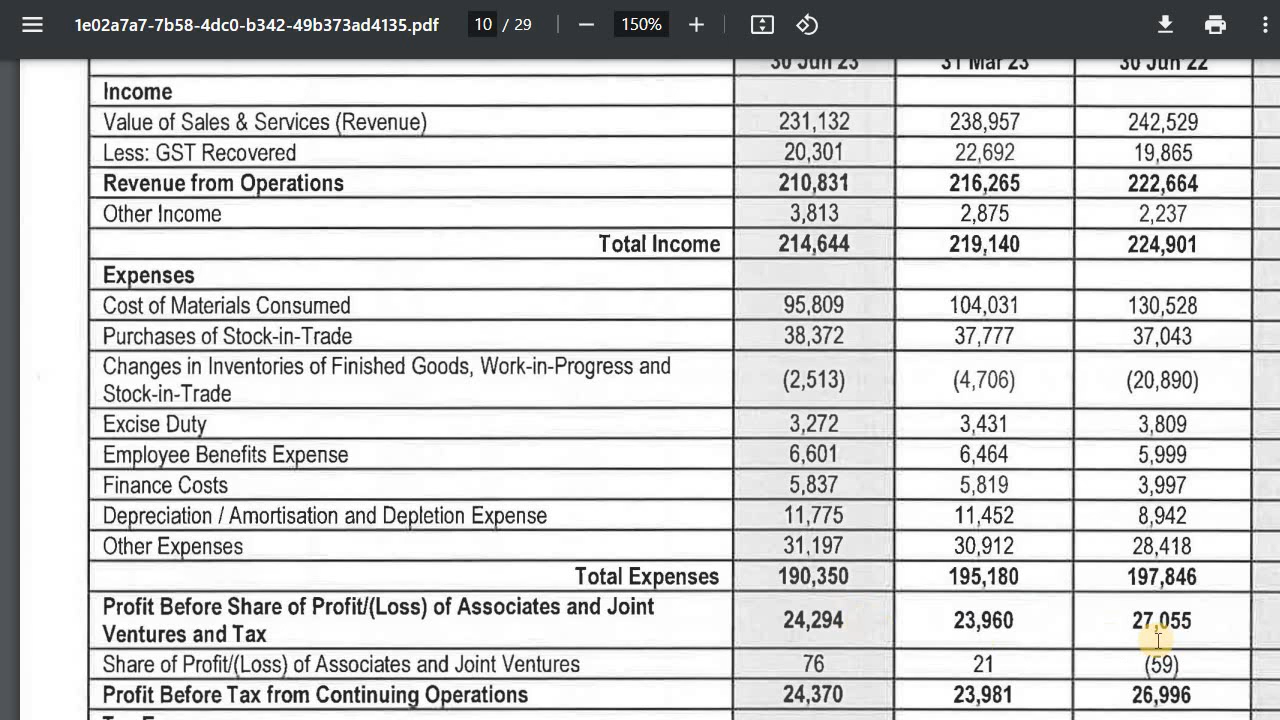 1e02a7a7-7b58-4dc0-b342-49b373ad4135.pdf 10 / 29 150%
30 Jun 23 31 Mar 23 30 Jun 22
Income
Value of Sales & Services (Revenue) 231,132 238,957 242,529
Less: GST Recovered 20,301 22,692 19,865
Revenue from Operations 210,831 216,265 222,664
Other Income 3,813 2,875 2,237
Total Income 214,644 219,140 224,901
Expenses
Cost of Materials Consumed 95,809 104,031 130,528
Purchases of Stock-in-Trade 38,372 37,777 37,043
Changes in Inventories of Finished Goods, Work-in-Progress and
Stock-in-Trade (2,513) (4,706) (20,890)
Excise Duty 3,272 3,431 3,809
Employee Benefits Expense 6,601 6,464 5,999
Finance Costs 5,837 5,819 3,997
Depreciation / Amortisation and Depletion Expense 11,775 11,452 8,942
Other Expenses 31,197 30,912 28,418
Total Expenses 190,350 195,180 197,846
Profit Before Share of Profit/(Loss) of Associates and Joint
Ventures and Tax 24,294 23,960 27,055
Share of Profit/(Loss) of Associates and Joint Ventures 76 21 (59)
Profit Before Tax from Continuing Operations 24,370 23,981 26,996